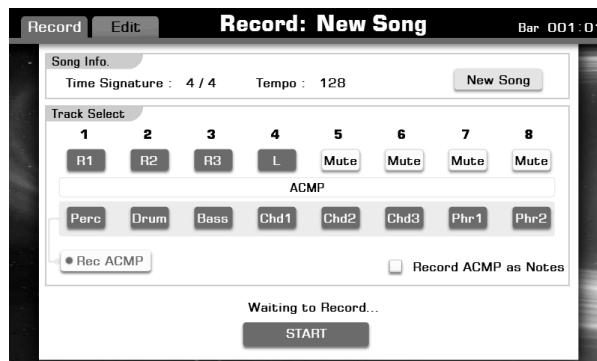 Record Edit Record: New Song Bar 001:01
Song Info.
Time Signature : 4 / 4 Tempo : 128 New Song
Track Select
1 2 3 4 5 6 7 8
R1 R2 R3 L Mute Mute Mute Mute
ACMP
Perc Drum Bass Chd1 Chd2 Chd3 Phr1 Phr2
Rec ACMP Record ACMP as Notes
Waiting to Record...
START